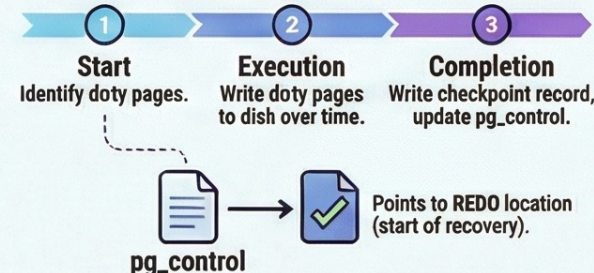 1
2
3
Start
Identify doty pages.
Execution
Write doty pages
to dish over time.
Completion
Write checkpoint record,
update pg_control.
pg_control
Points to REDO location
(start of recovery).